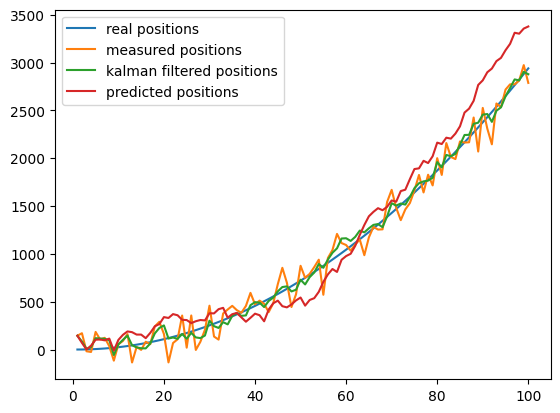 real positions
measured positions
kalman filtered positions
predicted positions
3500
3000
2500
2000
1500
1000
500
0
0 20 40 60 80 100